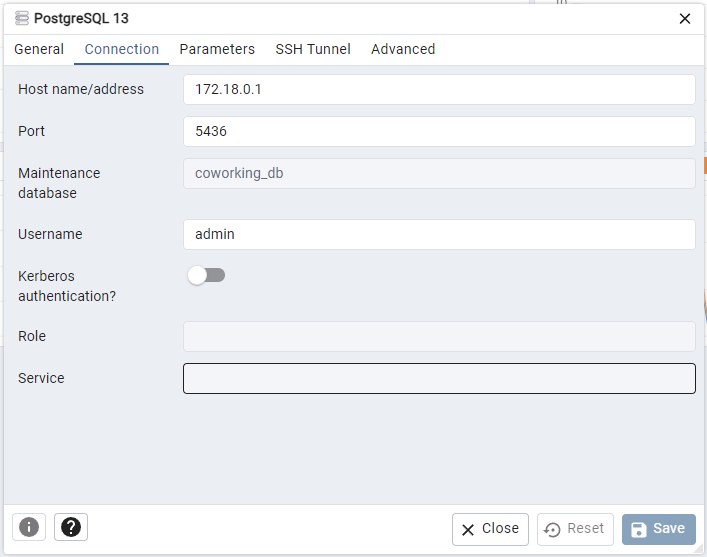 PostgreSQL 13
General Connection Parameters SSH Tunnel Advanced
Host name/address 172.18.0.1
Port 5436
Maintenance database coworking_db
Username admin
Kerberos authentication?
Role
Service
Close Reset Save